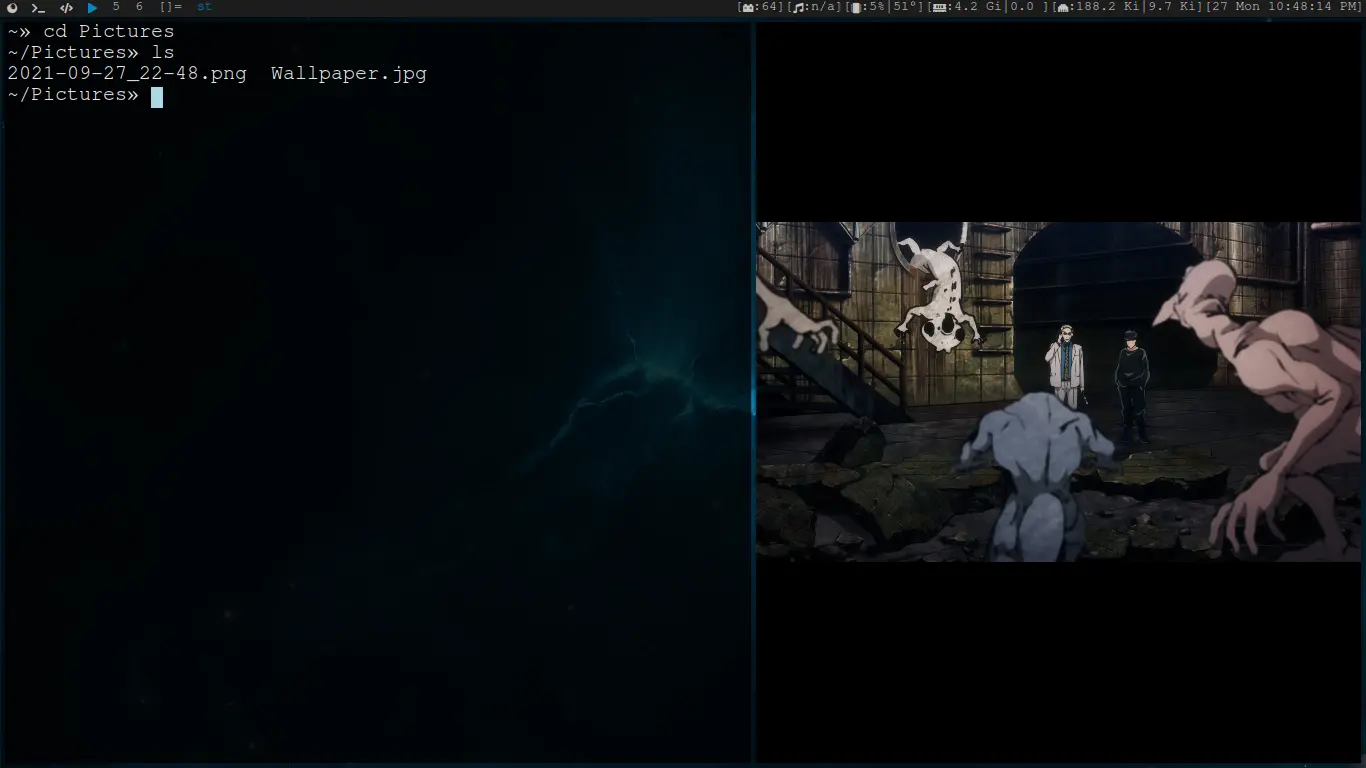 5 6 []= st [:64][:n/a][:5%|51°][:4.2 Gi|0.0 ][:188.2 Ki|9.7 Ki][27 Mon 10:48:14 PM]
~» cd Pictures
~/Pictures» ls
2021-09-27_22-48.png Wallpaper.jpg
~/Pictures»